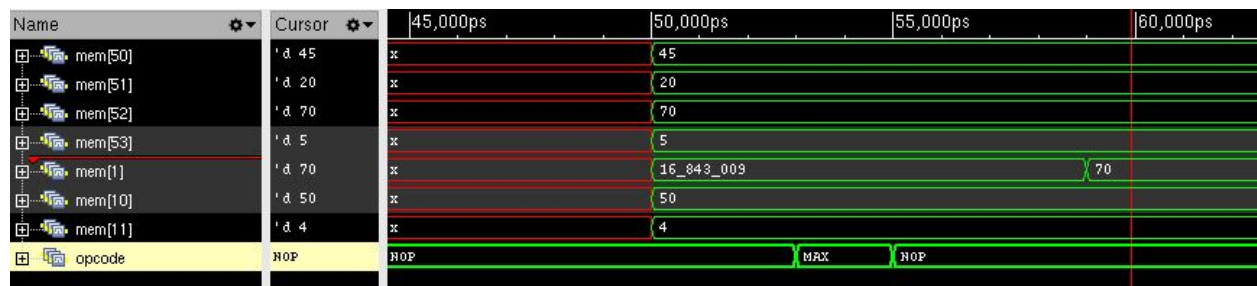 Name Cursor 45,000ps 50,000ps 55,000ps 60,000ps
mem[50] 'd 45 x 45
mem[51] 'd 20 x 20
mem[52] 'd 70 x 70
mem[53] 'd 5 x 5
mem[1] 'd 70 x 16_843_009 70
mem[10] 'd 50 x 50
mem[11] 'd 4 x 4
opcode NOP NOP MAX NOP